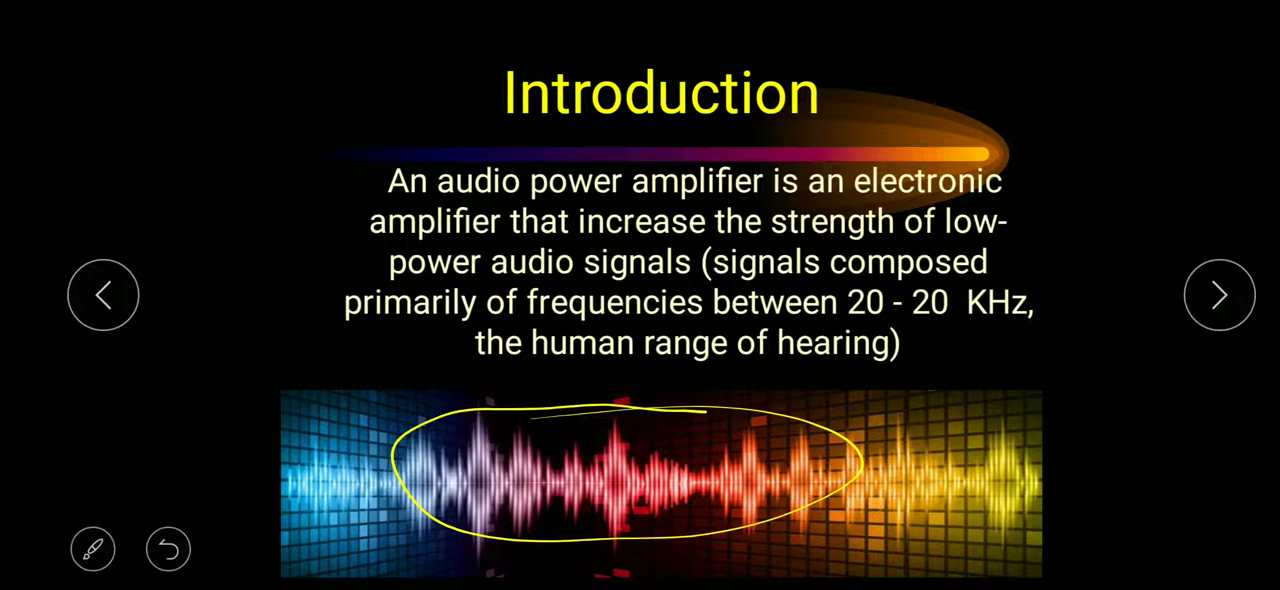 Introduction
An audio power amplifier is an electronic
amplifier that increase the strength of low-
power audio signals (signals composed
primarily of frequencies between 20 - 20  KHz,
the human range of hearing)